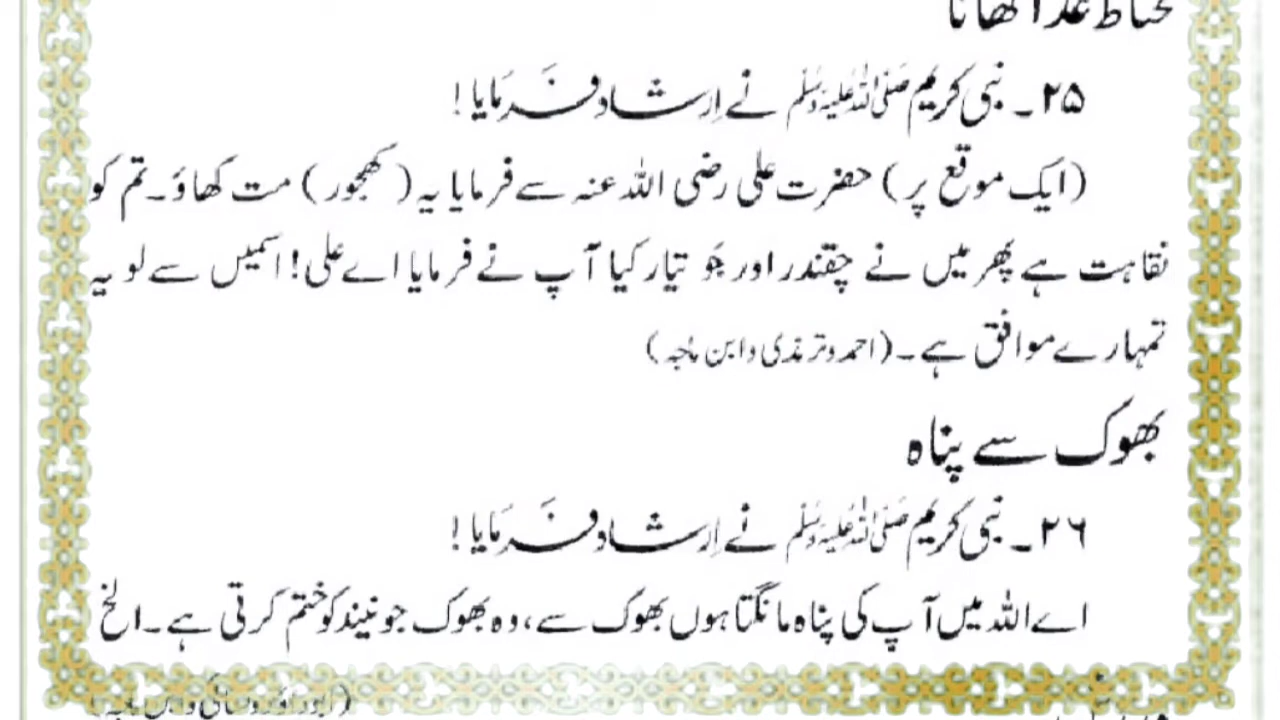 ۲۵۔ نبی کریم صلی اللہ علیہ وسلم نے ارشاد فرمایا!
(ایک موقع پر) حضرت علی رضی اللہ عنہ سے فرمایا یہ (کھجور) مت کھاؤ۔ تم کو
نقاہت ہے پھر میں نے چقندر اور جَو تیار کیا آپ نے فرمایا اے علی! اسمیں سے لو یہ
تمہارے موافق ہے۔ (احمد و ترمذی و ابن ماجہ)
بھوک سے پناہ
۲۶۔ نبی کریم صلی اللہ علیہ وسلم نے ارشاد فرمایا!
اے اللہ میں آپ کی پناہ مانگتا ہوں بھوک سے، وہ بھوک جو نیند کو ختم کرتی ہے۔ الخ